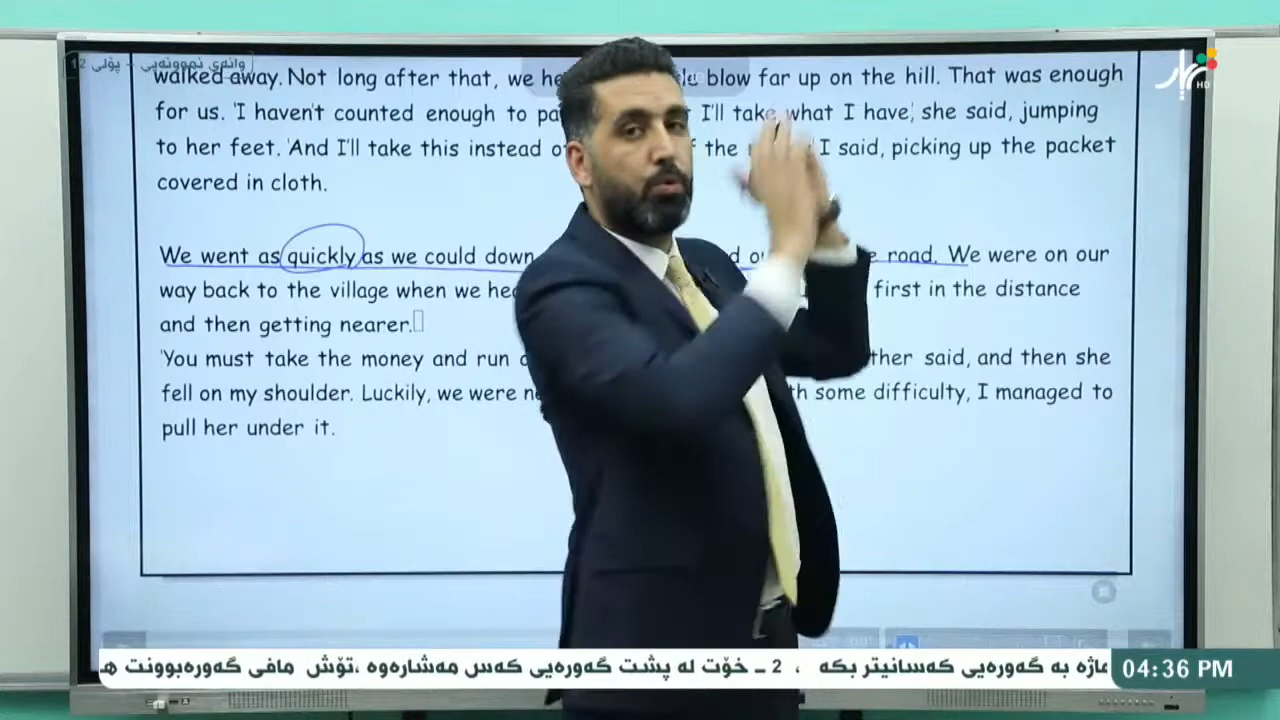 وانەی نموونەیی - پۆلی 12
HD
walked away. Not long after that, we blow far up on the hill. That was enough
for us. 'I haven't counted enough to I'll take what I have,' she said, jumping
to her feet. 'And I'll take this instead the I said, picking up the packet
covered in cloth.
We went as quickly as we could down road. We were on our
way back to the village when we first in the distance
and then getting nearer.
'You must take the money and run said, and then she
fell on my shoulder. Luckily, we were some difficulty, I managed to
pull her under it.
بە گەورەیی کەسانیتر بکە ، 2 ـ خۆت لە پشت گەورەیی کەس مەشارەوە ،تۆش مافی گەورەبوونت
04:36 PM